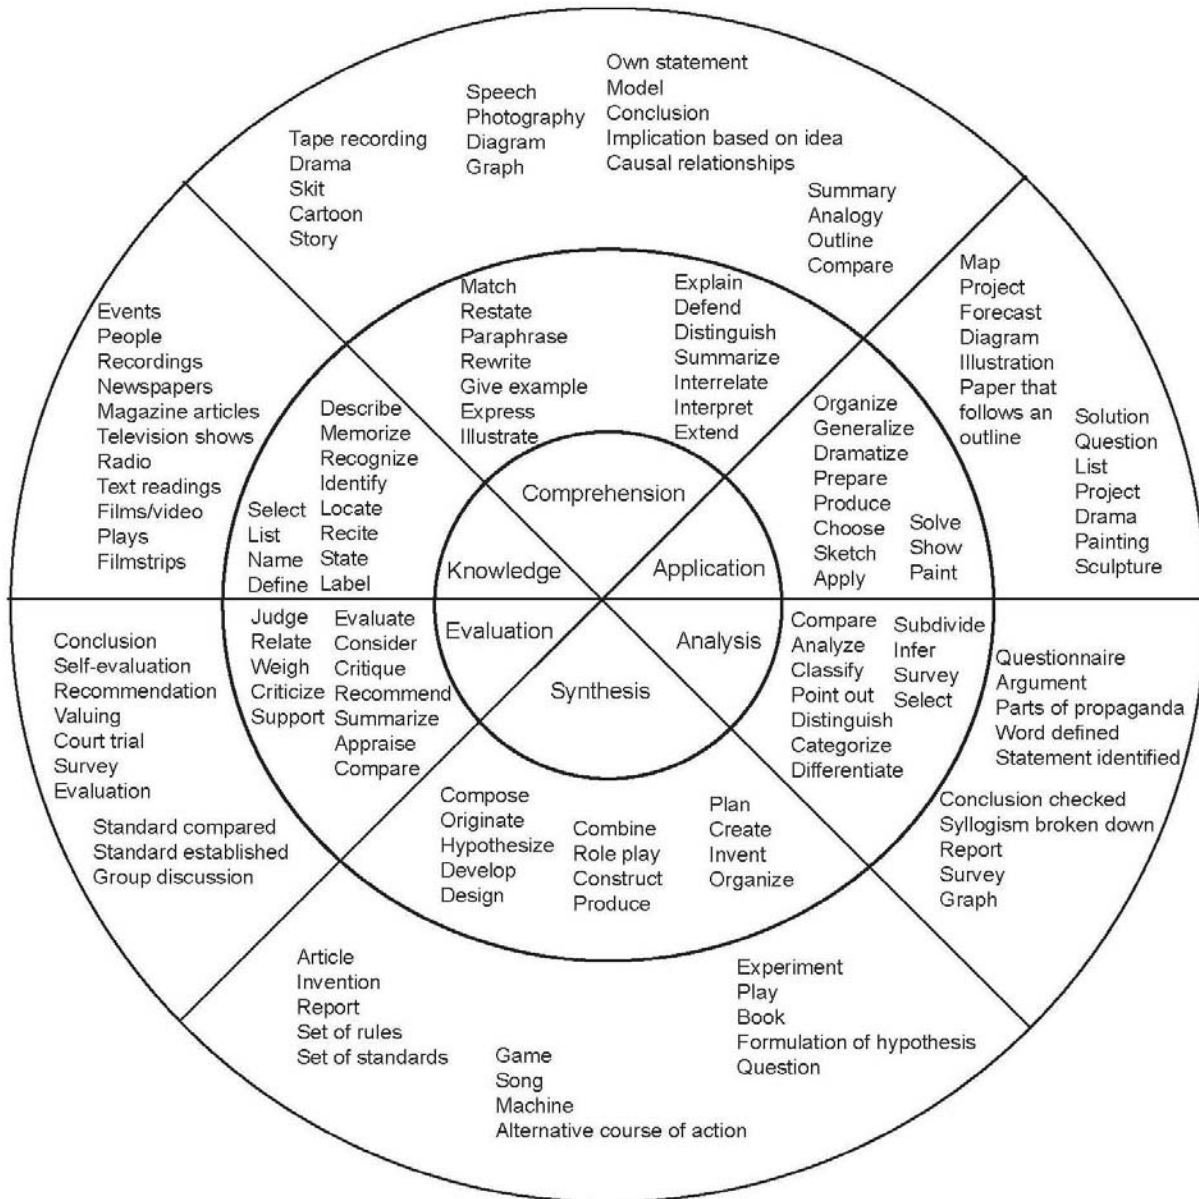 Own statement
Model
Conclusion
Implication based on idea
Causal relationships
Speech
Photography
Diagram
Graph
Tape recording
Drama
Skit
Cartoon
Story
Summary
Analogy
Outline
Compare
Match
Restate
Paraphrase
Rewrite
Give example
Express
Illustrate
Explain
Defend
Distinguish
Summarize
Interrelate
Interpret
Extend
Map
Project
Forecast
Diagram
Illustration
Paper that
follows an
outline
Solution
Question
List
Project
Drama
Painting
Sculpture
Events
People
Recordings
Newspapers
Magazine articles
Television shows
Radio
Text readings
Films/video
Plays
Filmstrips
Describe
Memorize
Recognize
Identify
Locate
Recite
State
Label
Select
List
Name
Define
Organize
Generalize
Dramatize
Prepare
Produce
Choose
Sketch
Apply
Solve
Show
Paint
Comprehension
Knowledge
Application
Evaluation
Analysis
Synthesis
Judge
Relate
Weigh
Criticize
Support
Evaluate
Consider
Critique
Recommend
Summarize
Appraise
Compare
Compare
Analyze
Classify
Point out
Distinguish
Categorize
Differentiate
Subdivide
Infer
Survey
Select
Conclusion
Self-evaluation
Recommendation
Valuing
Court trial
Survey
Evaluation
Standard compared
Standard established
Group discussion
Questionnaire
Argument
Parts of propaganda
Word defined
Statement identified
Conclusion checked
Syllogism broken down
Report
Survey
Graph
Compose
Originate
Hypothesize
Develop
Design
Combine
Role play
Construct
Produce
Plan
Create
Invent
Organize
Article
Invention
Report
Set of rules
Set of standards
Game
Song
Machine
Alternative course of action
Experiment
Play
Book
Formulation of hypothesis
Question